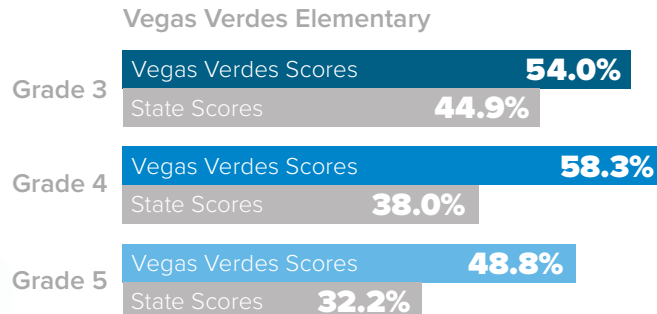 Vegas Verdes Elementary
Grade 3
Vegas Verdes Scores 54.0%
State Scores 44.9%
Grade 4
Vegas Verdes Scores 58.3%
State Scores 38.0%
Grade 5
Vegas Verdes Scores 48.8%
State Scores 32.2%